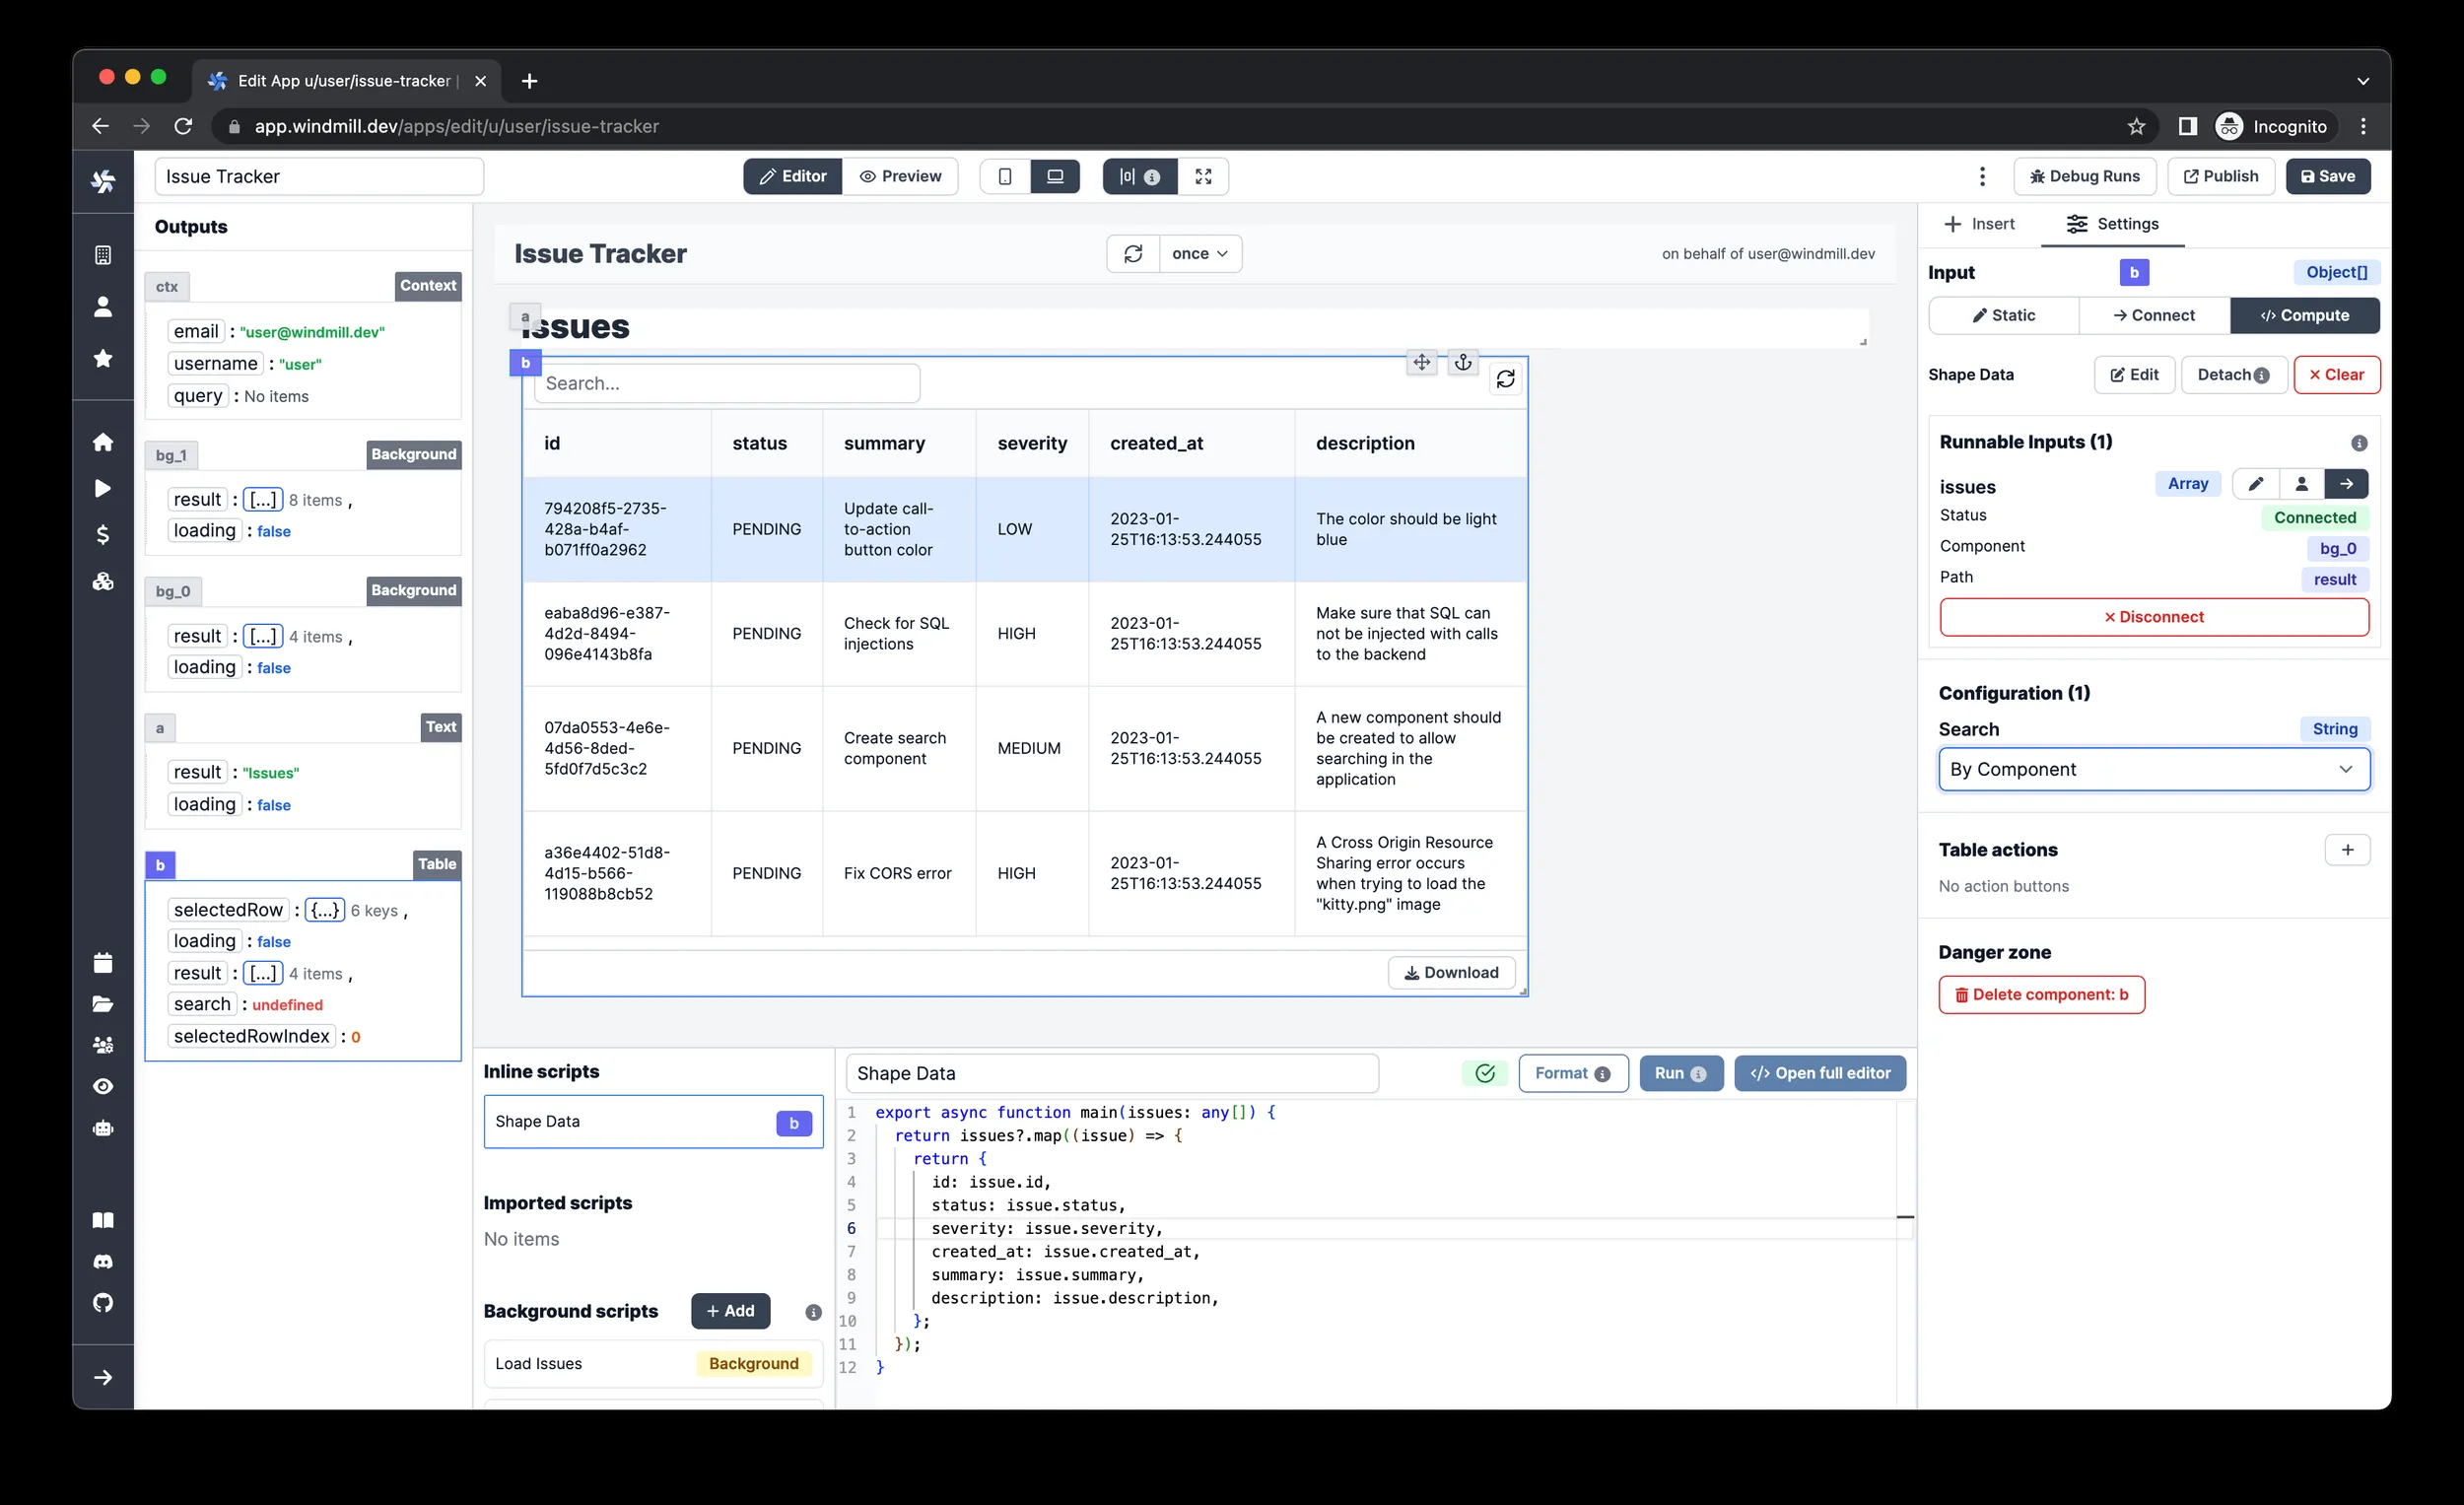 Edit App u/user/issue-tracker |
app.windmill.dev/apps/edit/u/user/issue-tracker
Incognito
Issue Tracker
Editor
Preview
Debug Runs
Publish
Save
Outputs
ctx
Context
email : "user@windmill.dev"
username : "user"
query : No items
bg_1
Background
result : [...] 8 items ,
loading : false
bg_0
Background
result : [...] 4 items ,
loading : false
a
Text
result : "Issues"
loading : false
b
Table
selectedRow : {...} 6 keys ,
loading : false
result : [...] 4 items ,
search : undefined
selectedRowIndex : 0
Issue Tracker
once
on behalf of user@windmill.dev
a
Issues
b
Search...
id status summary severity created_at description
794208f5-2735-
428a-b4af-
b071ff0a2962
PENDING
Update call-
to-action
button color
LOW
2023-01-
25T16:13:53.244055
The color should be light
blue
eaba8d96-e387-
4d2d-8494-
096e4143b8fa
PENDING
Check for SQL
injections
HIGH
2023-01-
25T16:13:53.244055
Make sure that SQL can
not be injected with calls
to the backend
07da0553-4e6e-
4d56-8ded-
5fd0f7d5c3c2
PENDING
Create search
component
MEDIUM
2023-01-
25T16:13:53.244055
A new component should
be created to allow
searching in the
application
a36e4402-51d8-
4d15-b566-
119088b8cb52
PENDING
Fix CORS error
HIGH
2023-01-
25T16:13:53.244055
A Cross Origin Resource
Sharing error occurs
when trying to load the
"kitty.png" image
Download
Inline scripts
Shape Data
b
Imported scripts
No items
Background scripts
+ Add
Load Issues
Background
Shape Data
Format
Run
</> Open full editor
1 export async function main(issues: any[]) {
2 return issues?.map((issue) => {
3 return {
4 id: issue.id,
5 status: issue.status,
6 severity: issue.severity,
7 created_at: issue.created_at,
8 summary: issue.summary,
9 description: issue.description,
10 };
11 });
12 }
Insert
Settings
Input
b
Object[]
Static
Connect
Compute
Shape Data
Edit
Detach
Clear
Runnable Inputs (1)
issues
Array
Status
Connected
Component
bg_0
Path
result
Disconnect
Configuration (1)
Search
String
By Component
Table actions
No action buttons
Danger zone
Delete component: b